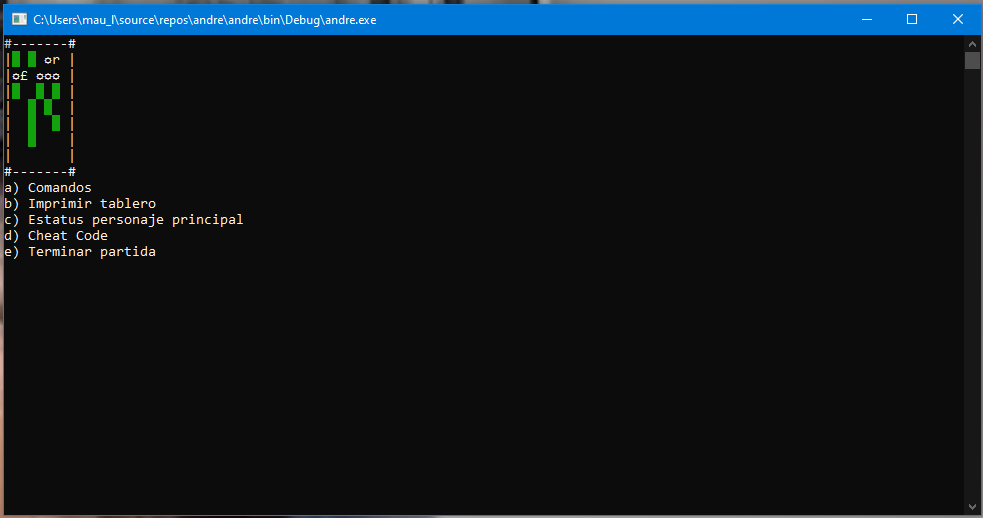 C:\Users\mau_l\source\repos\andre\andre\bin\Debug\andre.exe
#-------#
|█ █ or |
|o£ ooo |
|█  █ █ |
|  █ █  |
|  █  █ |
|  █    |
|       |
#-------#
a) Comandos
b) Imprimir tablero
c) Estatus personaje principal
d) Cheat Code
e) Terminar partida